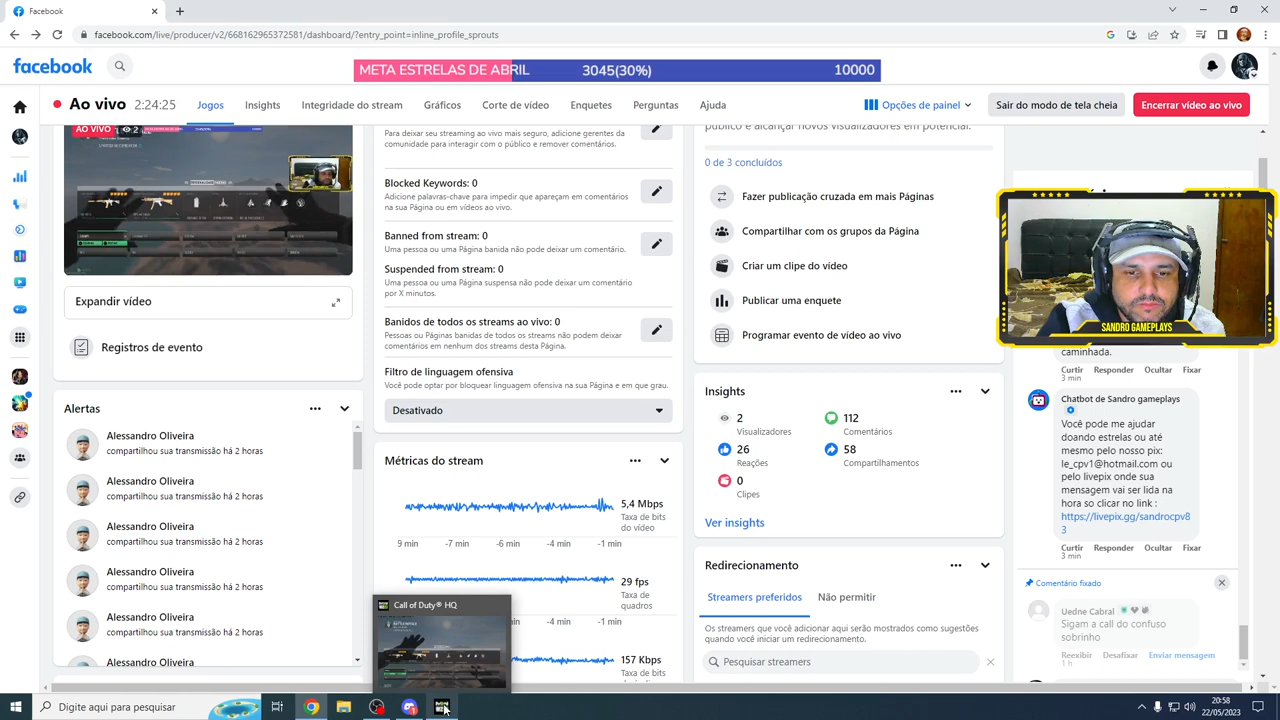 Facebook
facebook.com/live/producer/v2/668162965372581/dashboard/?entry_point=inline_profile_sprouts
facebook
META ESTRELAS DE ABRIL 3045(30%) 10000
Ao vivo 2:24:25
Jogos Insights Integridade do stream Gráficos Corte de vídeo Enquetes Perguntas Ajuda
Opções de painel
Sair do modo de tela cheia
Encerrar vídeo ao vivo
AO VIVO 2
Expandir vídeo
Registros de evento
Alertas
Alessandro Oliveira
compartilhou sua transmissão há 2 horas
Alessandro Oliveira
compartilhou sua transmissão há 2 horas
Alessandro Oliveira
compartilhou sua transmissão há 2 horas
Alessandro Oliveira
compartilhou sua transmissão há 2 horas
Alessandro Oliveira
compartilhou sua transmissão há 2 horas
Alessandro Oliveira
Para deixar seu streaming ao vivo mais seguro, adicione gerentes da
comunidade para interagir com o público e remover comentários.
Blocked Keywords: 0
Adicione palavras-chave para impedir que apareçam em comentários
na sua Página ou em vídeos ao vivo.
Banned from stream: 0
Uma pessoa ou uma Página banida não pode deixar um comentário.
Suspended from stream: 0
Uma pessoa ou uma Página suspensa não pode deixar um comentário
por X minutos.
Banidos de todos os streams ao vivo: 0
Pessoas ou Páginas banidas de todos os streams não podem deixar
comentários em nenhum dos streams desta Página.
Filtro de linguagem ofensiva
Você pode optar por bloquear linguagem ofensiva na sua Página e em que grau.
Desativado
Métricas do stream
5,4 Mbps
Taxa de bits
do vídeo
9 min -7 min -6 min -4 min -1 min
29 fps
Taxa de
quadros
-4 min -1 min
157 Kbps
Call of Duty® HQ
público e alcançar novos visualizadores em potencial.
0 de 3 concluídos
Fazer publicação cruzada em mais Páginas
Compartilhar com os grupos da Página
Criar um clipe do vídeo
Publicar uma enquete
Programar evento de vídeo ao vivo
Insights
2
Visualizadores
112
Comentários
26
Reações
58
Compartilhamentos
0
Clipes
Ver insights
Redirecionamento
Streamers preferidos Não permitir
Os streamers que você adicionar aqui serão mostrados como sugestões
quando você iniciar um redirecionamento.
Pesquisar streamers
SANDRO GAMEPLAYS
caminhada.
Curtir Responder Ocultar Fixar
3 min
Chatbot de Sandro gameplays
Você pode me ajudar
doando estrelas ou até
mesmo pelo nosso pix:
le_cpv1@hotmail.com ou
pelo livepix onde sua
mensagem vai ser lida na
hora so clicar no link :
https://livepix.gg/sandrocpv8
3
Curtir Responder Ocultar Fixar
3 min
Comentário fixado
Uedne Cabral
Sigam a call do confuso
sobrinho
Reexibir Desafixar Enviar mensagem
1 h
Digite aqui para pesquisar
20:58
22/05/2023